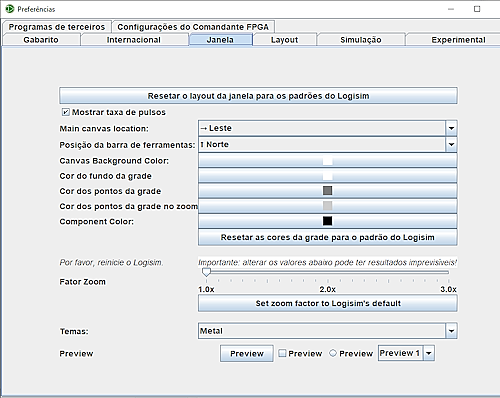 Preferências
Programas de terceiros
Configurações do Comandante FPGA
Gabarito
Internacional
Janela
Layout
Simulação
Experimental
Resetar o layout da janela para os padrões do Logisim
Mostrar taxa de pulsos
Main canvas location:
→ Leste
Posição da barra de ferramentas:
↑ Norte
Canvas Background Color:
Cor do fundo da grade
Cor dos pontos da grade
Cor dos pontos da grade no zoom
Component Color:
Resetar as cores da grade para o padrão do Logisim
Por favor, reinicie o Logisim.
Importante: alterar os valores abaixo pode ter resultados imprevisíveis!
Fator Zoom
1.0x
2.0x
3.0x
Set zoom factor to Logisim's default
Temas:
Metal
Preview
Preview
Preview
Preview
Preview 1